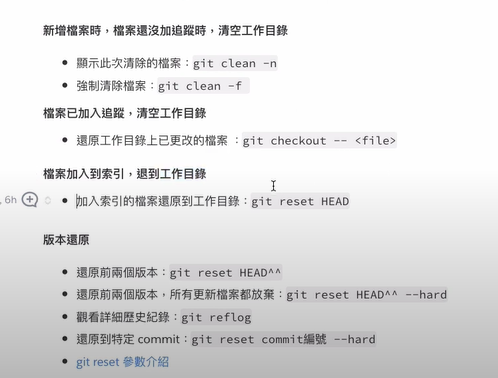 新增檔案時，檔案還沒加追蹤時，清空工作目錄
顯示此次清除的檔案：git clean -n
強制清除檔案：git clean -f
檔案已加入追蹤，清空工作目錄
還原工作目錄上已更改的檔案 ：git checkout -- <file>
檔案加入到索引，退到工作目錄
, 6h
加入索引的檔案還原到工作目錄：git reset HEAD
版本還原
還原前兩個版本：git reset HEAD^^
還原前兩個版本，所有更新檔案都放棄：git reset HEAD^^ --hard
觀看詳細歷史紀錄：git reflog
還原到特定 commit：git reset commit編號 --hard
git reset 參數介紹